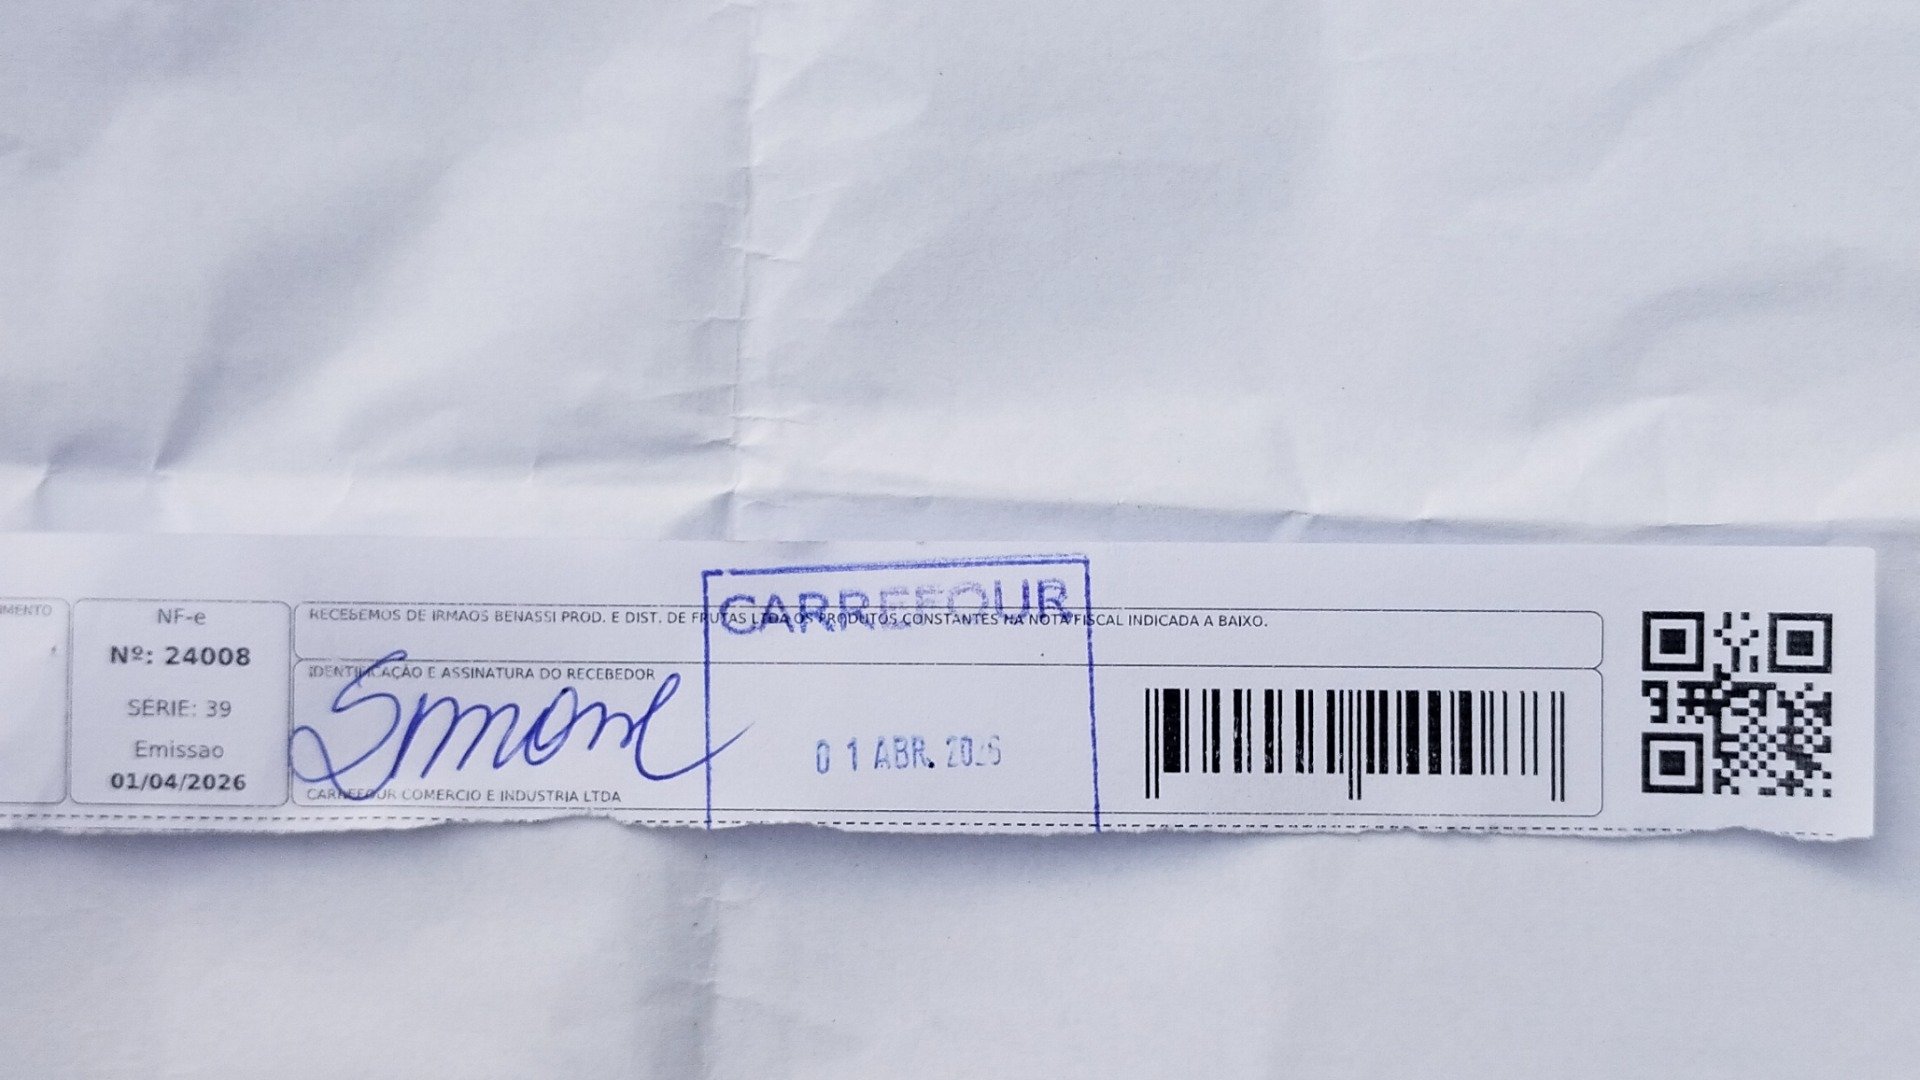 NF-e
Nº: 24008
SÉRIE: 39
Emissao
01/04/2026
RECEBEMOS DE IRMAOS BENASSI PROD. E DIST. DE FRUTAS LTDA OS PRODUTOS CONSTANTES NA NOTA FISCAL INDICADA A BAIXO.
IDENTIFICAÇÃO E ASSINATURA DO RECEBEDOR
Simone
CARREFOUR COMERCIO E INDUSTRIA LTDA
CARREFOUR
01 ABR. 2026